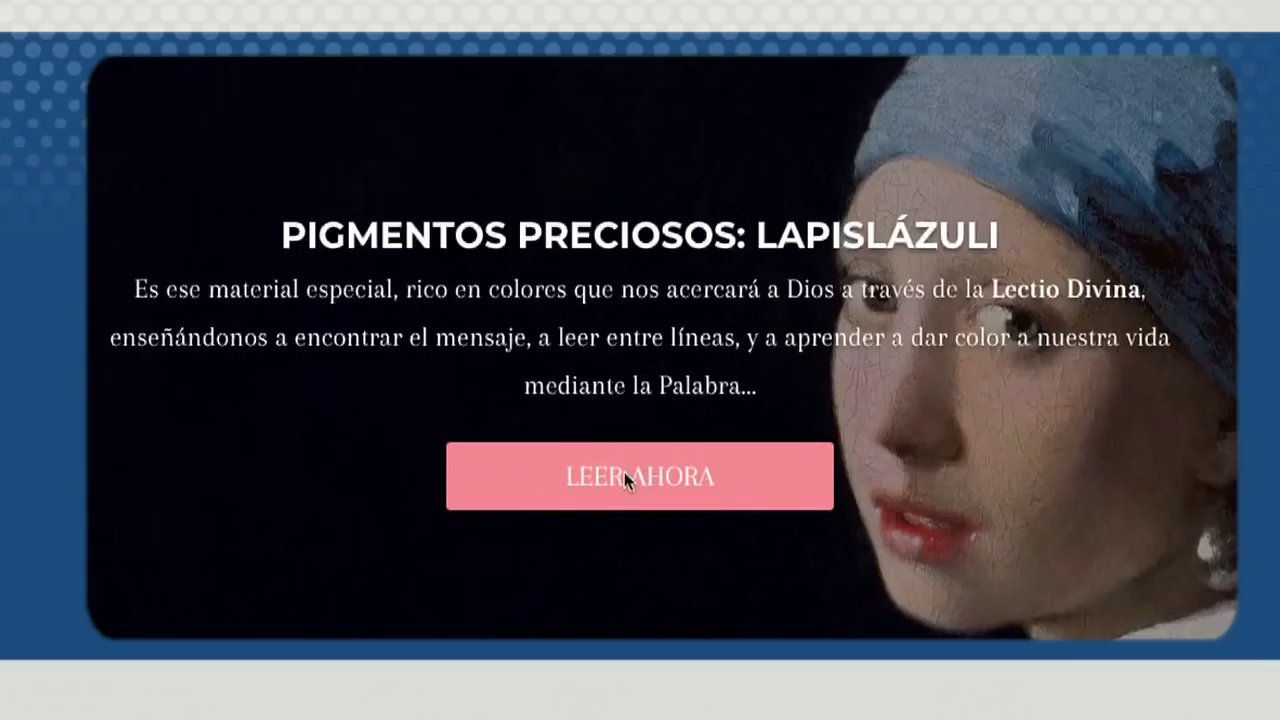 PIGMENTOS PRECIOSOS: LAPISLÁZULI
Es ese material especial, rico en colores que nos acercará a Dios a través de la Lectio Divina,
enseñándonos a encontrar el mensaje, a leer entre líneas, y a aprender a dar color a nuestra vida
mediante la Palabra...
LEER AHORA